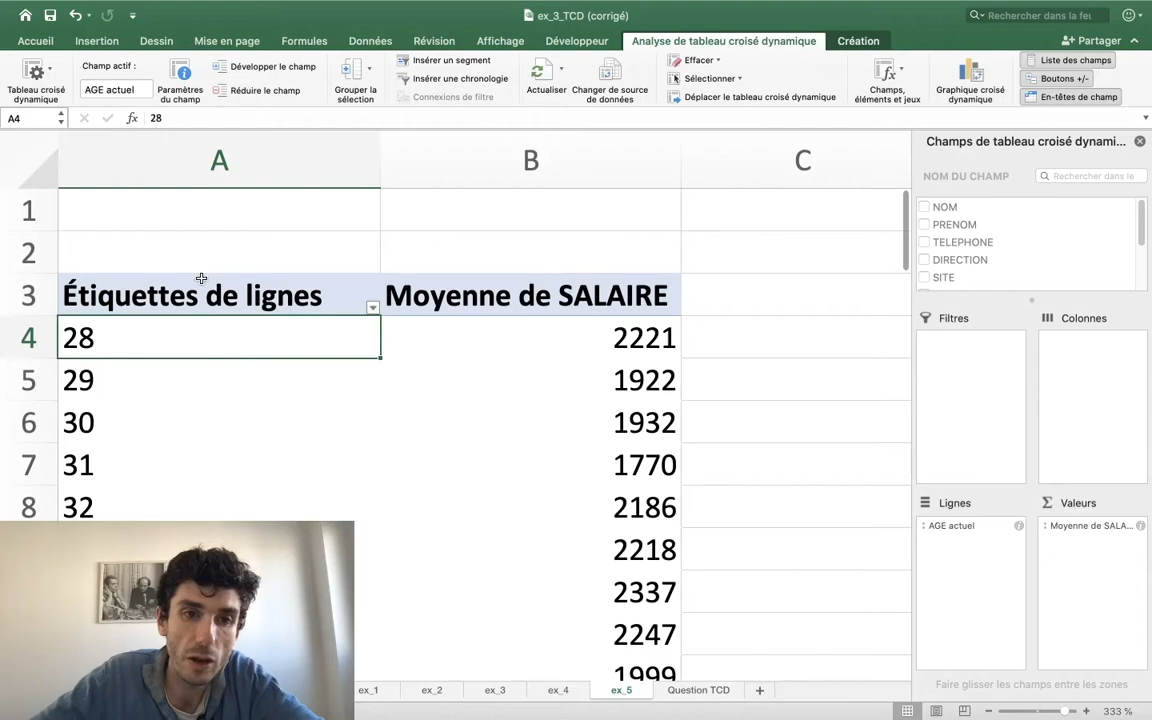 ex_3_TCD (corrigé)
Rechercher dans la feu
Accueil Insertion Dessin Mise en page Formules Données Révision Affichage Développeur Analyse de tableau croisé dynamique Création Partager
Tableau croisé dynamique
Champ actif :
AGE actuel
Paramètres du champ
Développer le champ
Réduire le champ
Grouper la sélection
Insérer un segment
Insérer une chronologie
Connexions de filtre
Actualiser
Changer de source de données
Effacer
Sélectionner
Déplacer le tableau croisé dynamique
Champs, éléments et jeux
Graphique croisé dynamique
Liste des champs
Boutons +/-
En-têtes de champ
A4 fx 28
A B C
1
2
3 Étiquettes de lignes Moyenne de SALAIRE
4 28 2221
5 29 1922
6 30 1932
7 31 1770
8 32 2186
2218
2337
2247
1999
Champs de tableau croisé dynami...
NOM DU CHAMP Rechercher dans le
NOM
PRENOM
TELEPHONE
DIRECTION
SITE
Filtres Colonnes
Lignes Valeurs
AGE actuel Moyenne de SALA...
Faire glisser les champs entre les zones
ex_1 ex_2 ex_3 ex_4 ex_5 Question TCD +
333 %